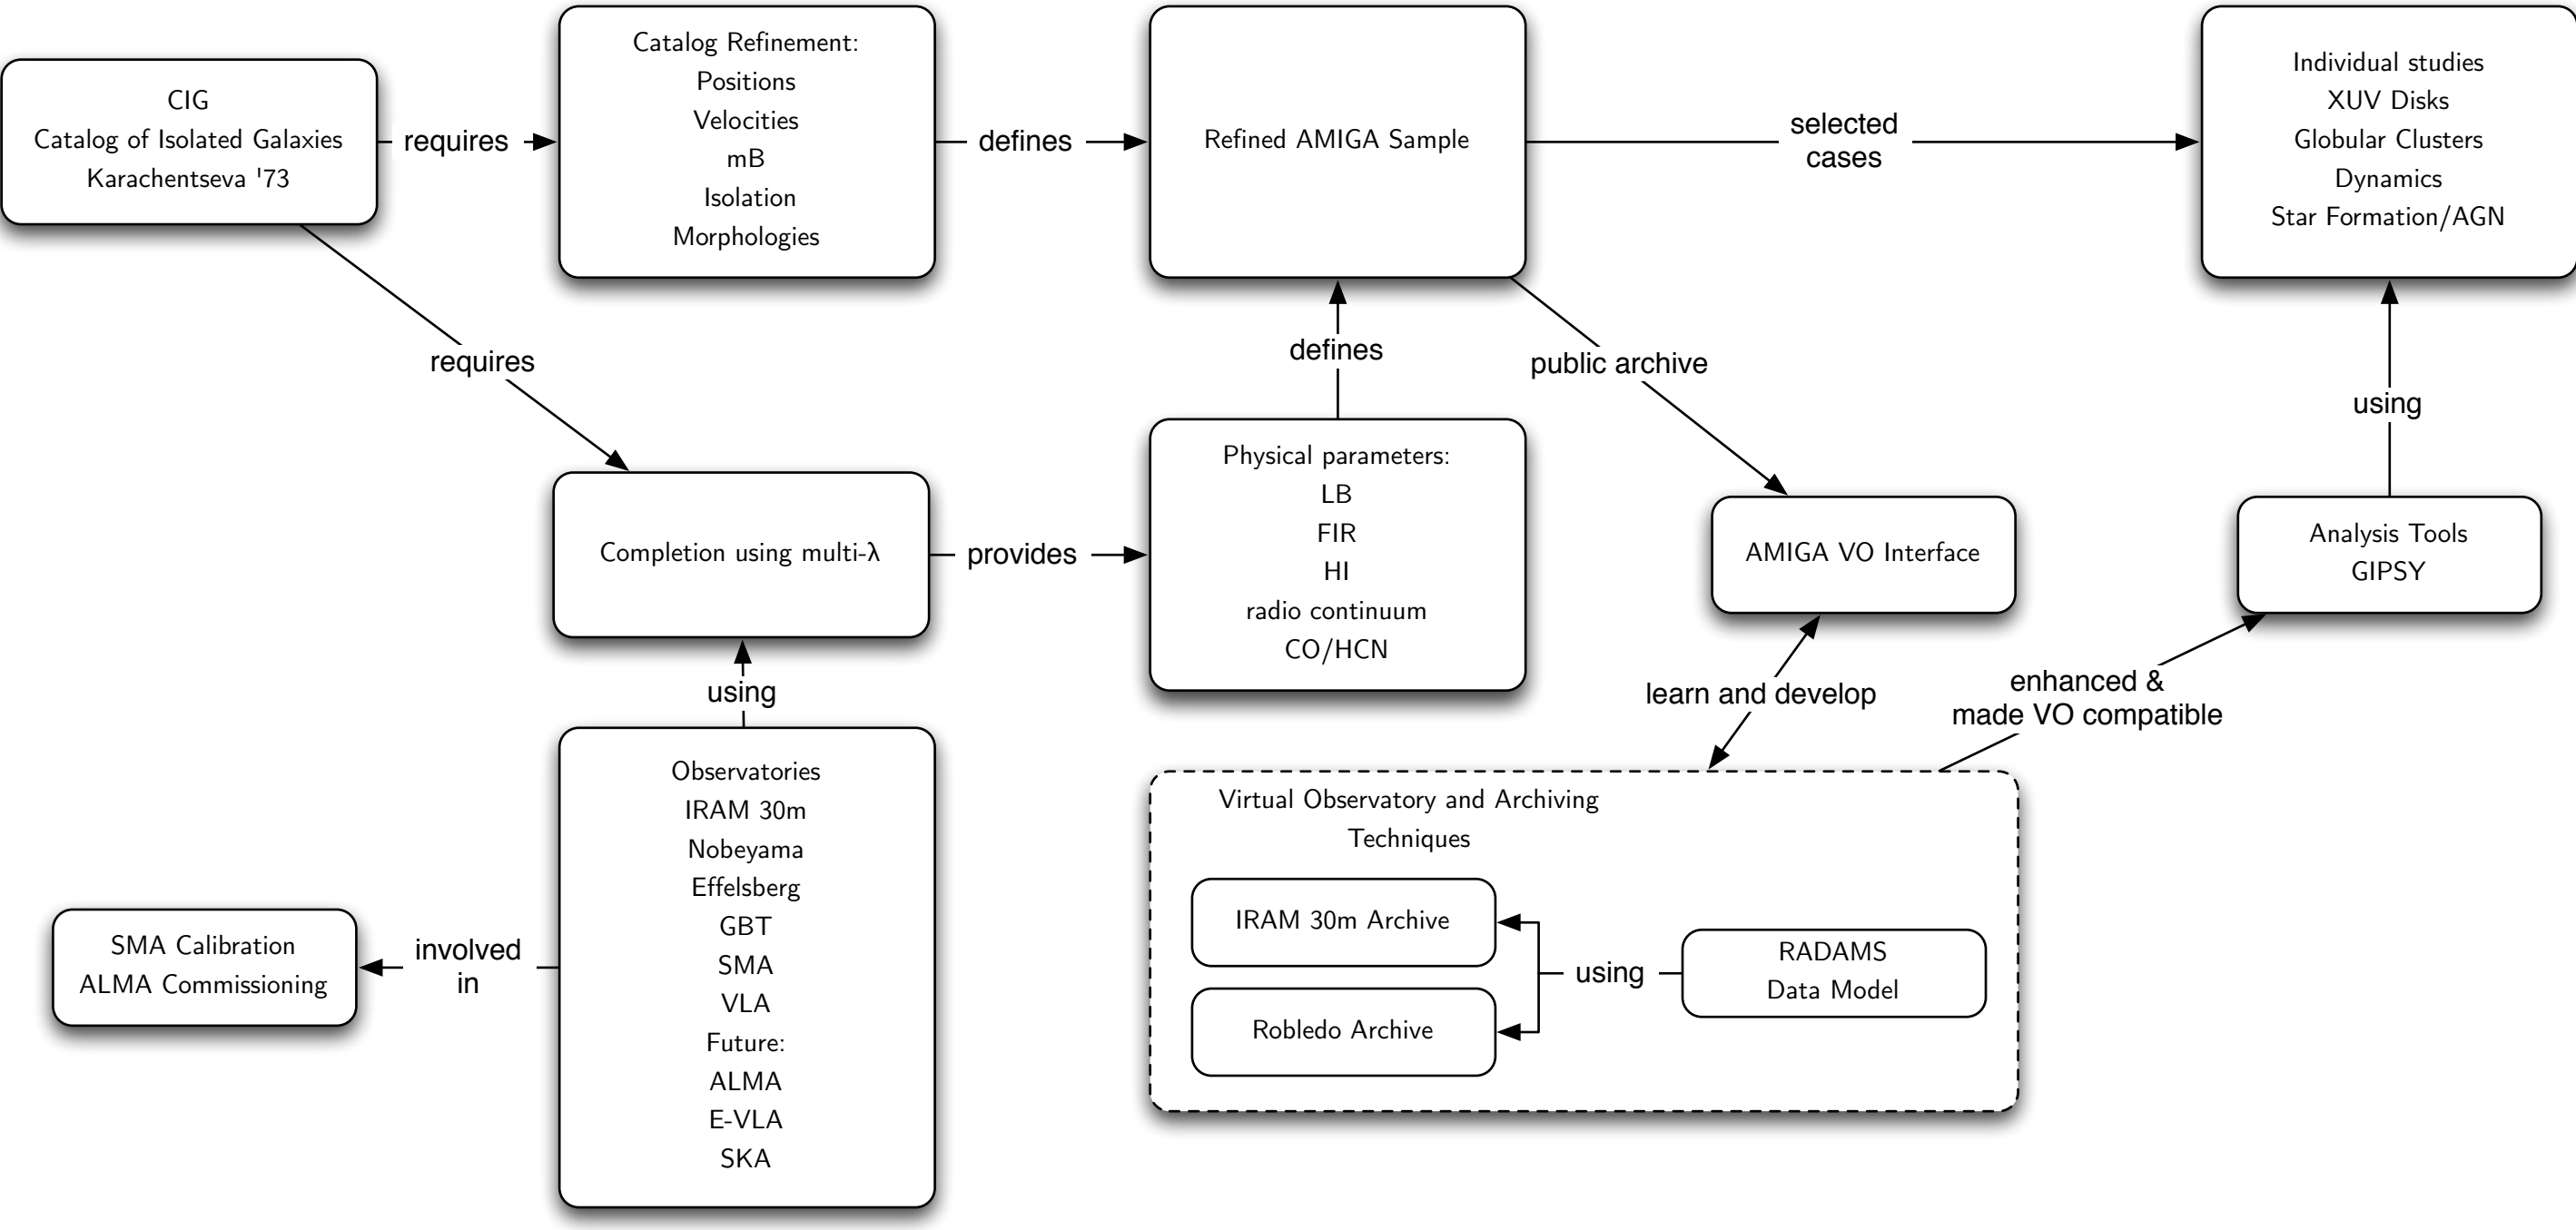 CIG
Catalog of Isolated Galaxies
Karachentseva '73
requires
Catalog Refinement:
Positions
Velocities
mB
Isolation
Morphologies
defines
Refined AMIGA Sample
selected
cases
Individual studies
XUV Disks
Globular Clusters
Dynamics
Star Formation/AGN
requires
defines
public archive
using
Completion using multi-λ
provides
Physical parameters:
LB
FIR
HI
radio continuum
CO/HCN
AMIGA VO Interface
Analysis Tools
GIPSY
using
learn and develop
enhanced &
made VO compatible
Observatories
IRAM 30m
Nobeyama
Effelsberg
GBT
SMA
VLA
Future:
ALMA
E-VLA
SKA
involved
in
SMA Calibration
ALMA Commissioning
Virtual Observatory and Archiving
Techniques
IRAM 30m Archive
Robledo Archive
using
RADAMS
Data Model